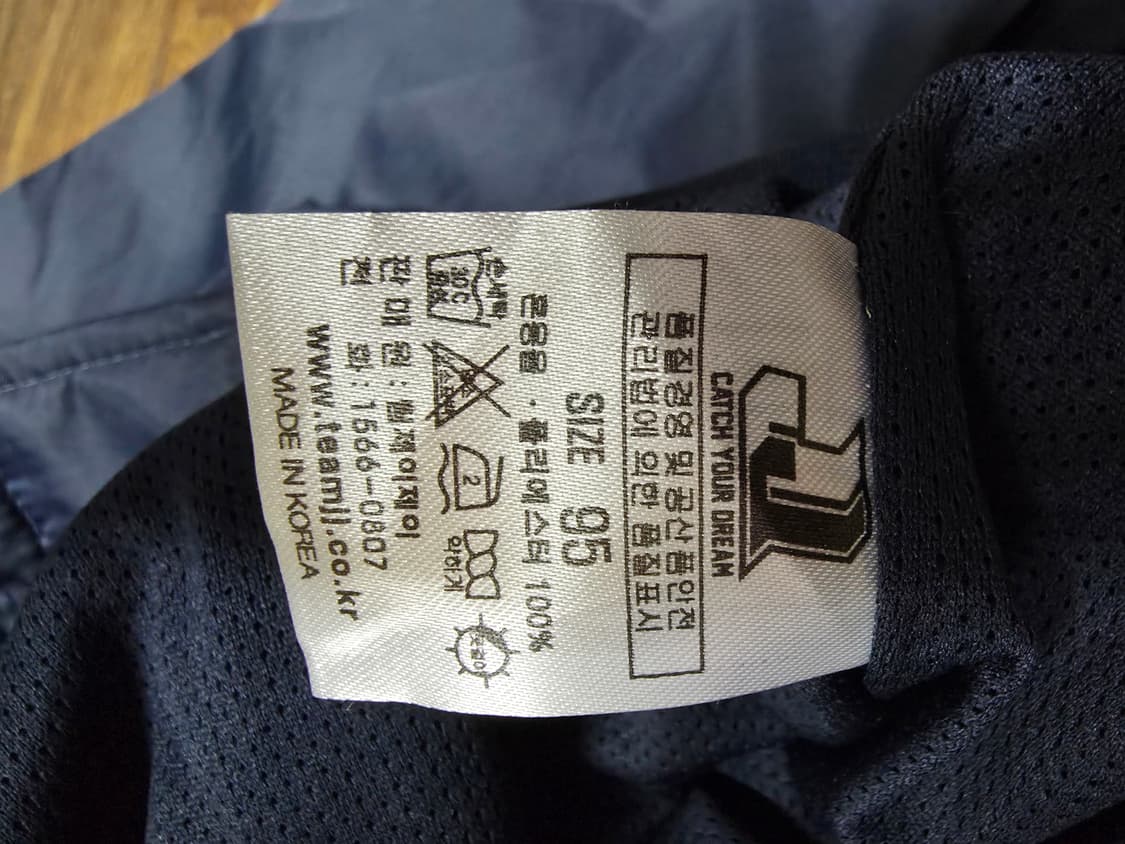 CATCH YOUR DREAM
품질경영 및 공산품안전
관리법에 의한 품질표시
SIZE 95
폴리에스터 100%
손세탁
30℃
중성
2
약하게
판 매 원 : 팀제이제이
전 화 : 1566-0807
www.teamjj.co.kr
MADE IN KOREA